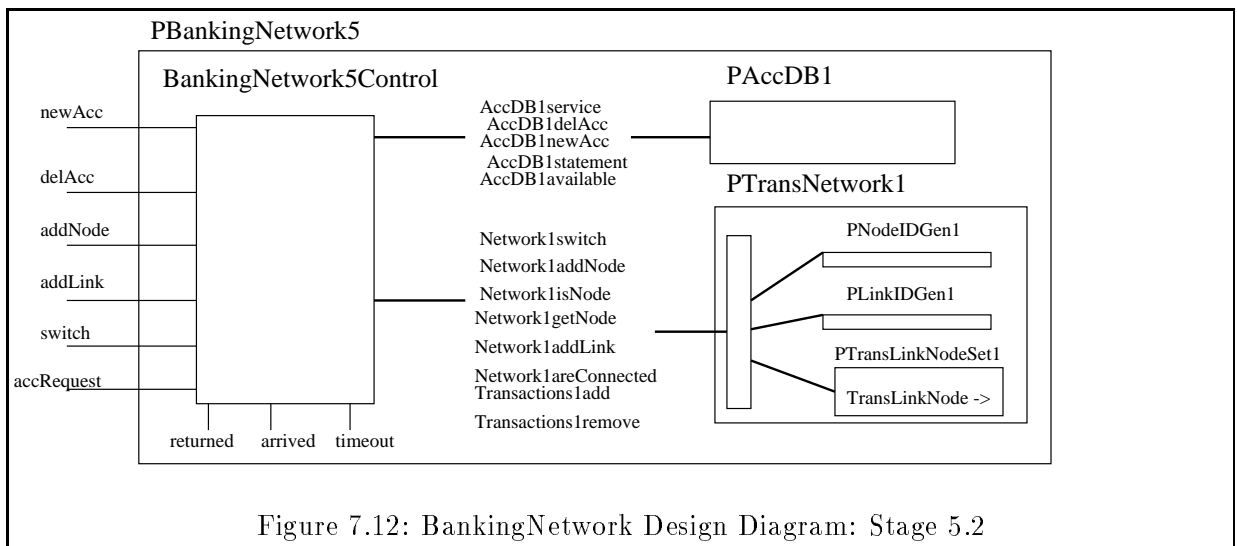 PBankingNetwork5
BankingNetwork5Control
newAcc
delAcc
addNode
addLink
switch
accRequest
returned arrived timeout
AccDB1service
AccDB1delAcc
AccDB1newAcc
AccDB1statement
AccDB1available
Network1switch
Network1addNode
Network1isNode
Network1getNode
Network1addLink
Network1areConnected
Transactions1add
Transactions1remove
PAccDB1
PTransNetwork1
PNodeIDGen1
PLinkIDGen1
PTransLinkNodeSet1
TransLinkNode ->
Figure 7.12: BankingNetwork Design Diagram: Stage 5.2